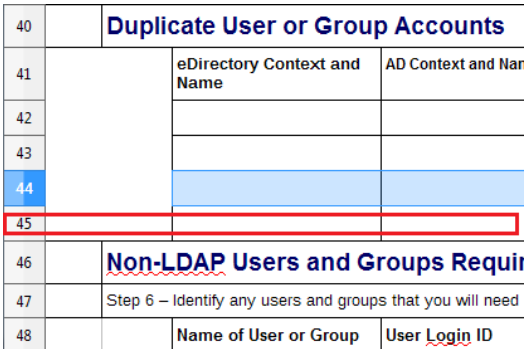 40 Duplicate User or Group Accounts
41 eDirectory Context and Name AD Context and Nam
42
43
44
45
46 Non-LDAP Users and Groups Requi
47 Step 6 – Identify any users and groups that you will need
48 Name of User or Group User Login ID